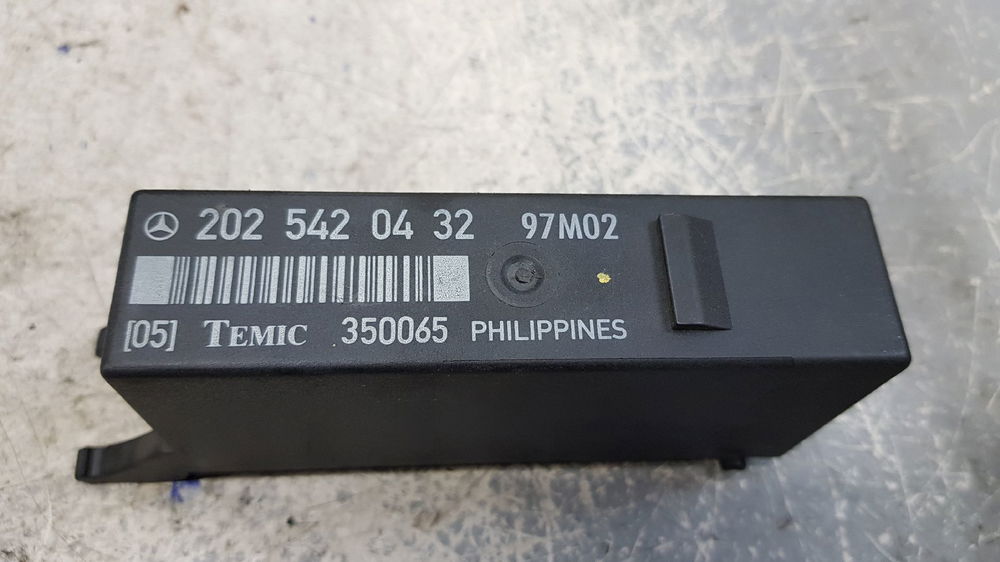 202 542 04 32 97M02
[05] TEMIC 350065 PHILIPPINES